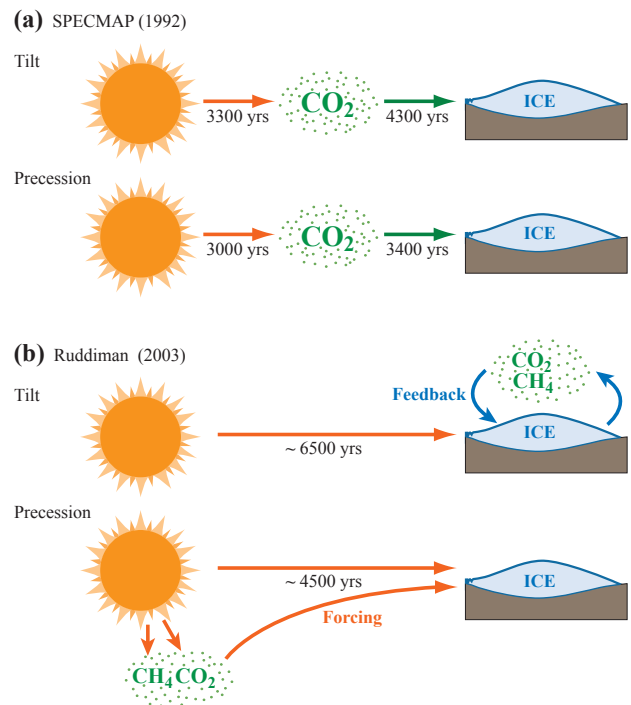 (a) SPECMAP (1992)
Tilt
3300 yrs
CO2
4300 yrs
ICE
Precession
3000 yrs
CO2
3400 yrs
ICE
(b) Ruddiman (2003)
Tilt
CO2
CH4
Feedback
~ 6500 yrs
ICE
Precession
~ 4500 yrs
ICE
Forcing
CH4 CO2